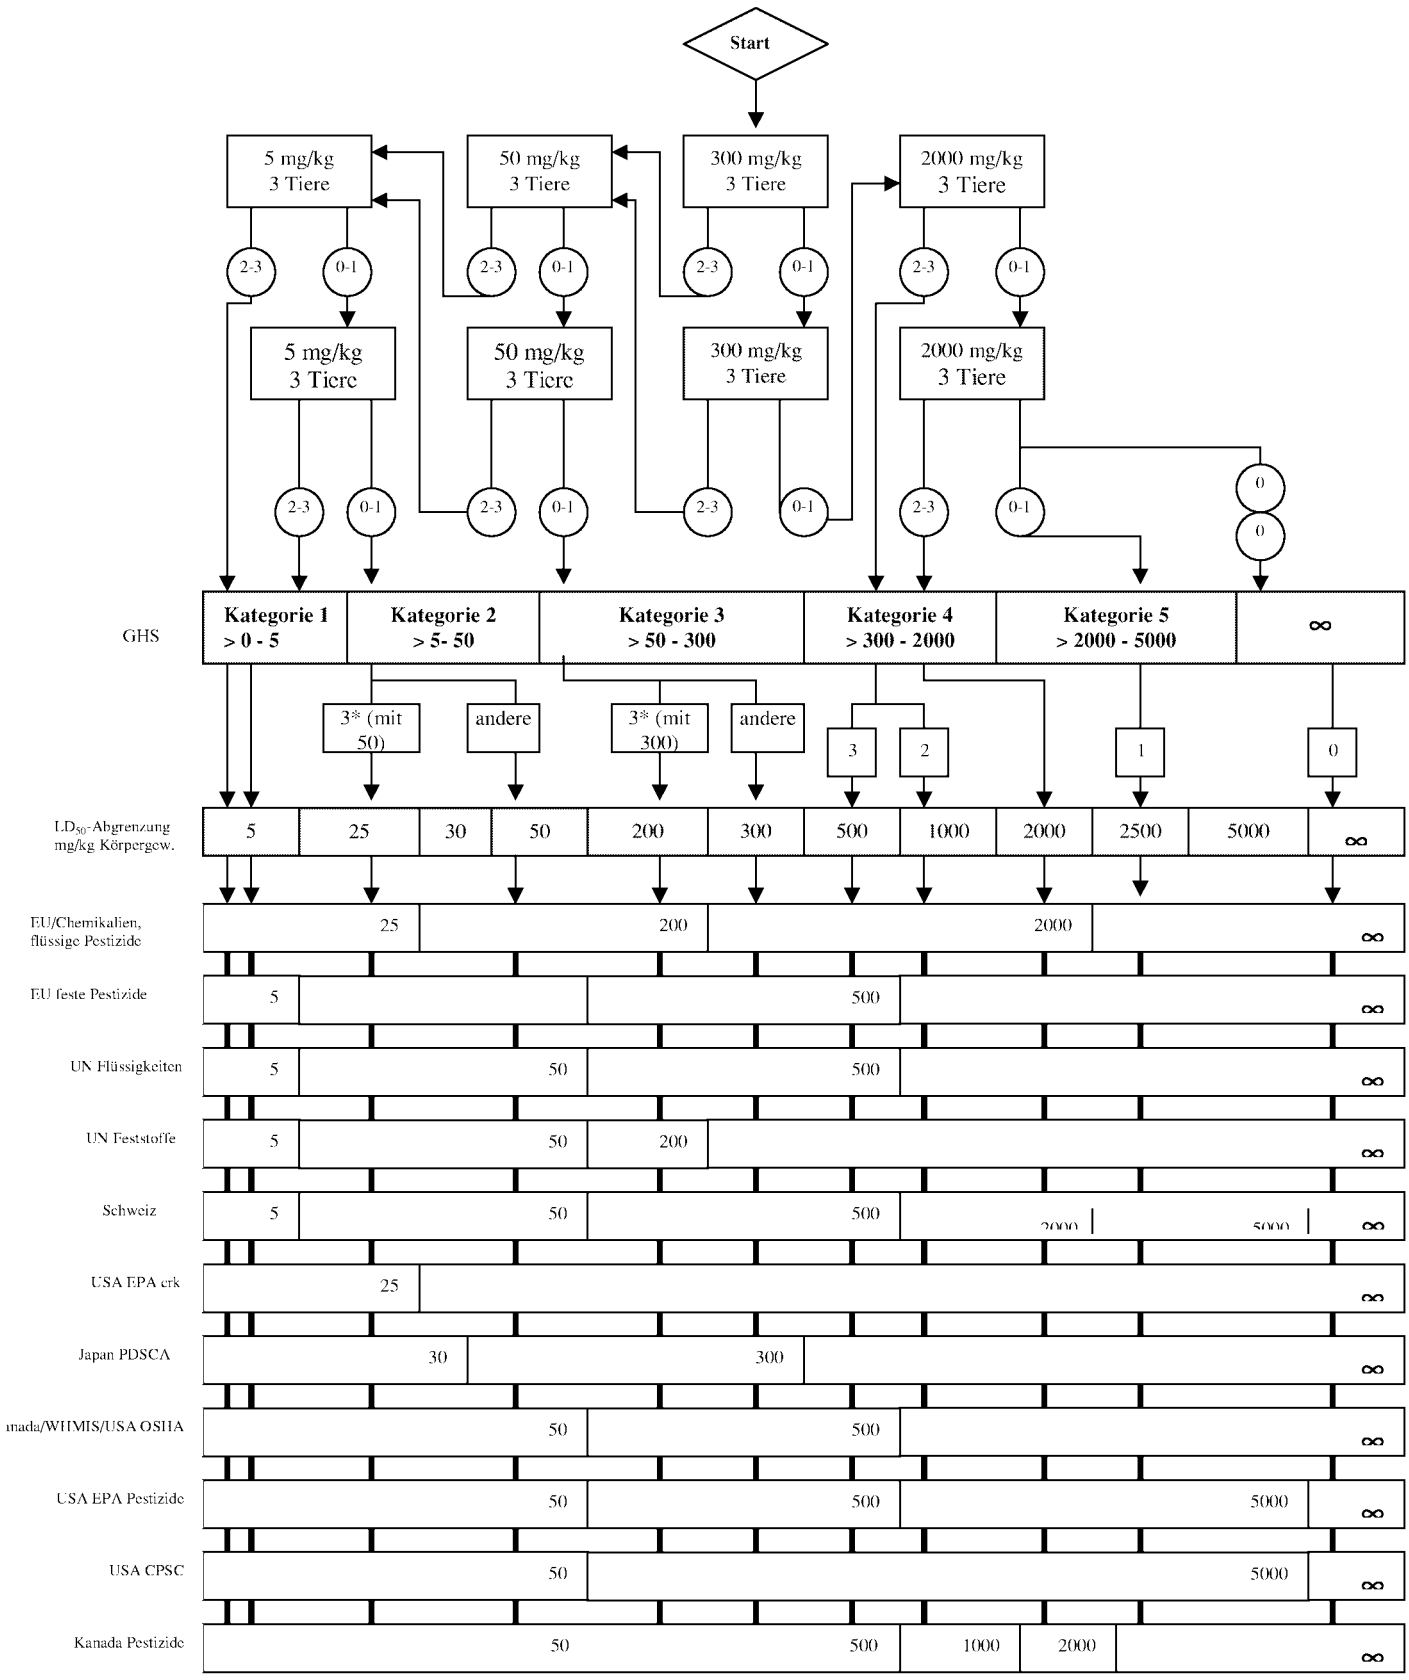 Start
5 mg/kg
3 Tiere
50 mg/kg
3 Tiere
300 mg/kg
3 Tiere
2000 mg/kg
3 Tiere
2-3
0-1
2-3
0-1
2-3
0-1
2-3
0-1
5 mg/kg
3 Tiere
50 mg/kg
3 Tiere
300 mg/kg
3 Tiere
2000 mg/kg
3 Tiere
0
2-3
0-1
2-3
0-1
2-3
0-1
2-3
0-1
0
GHS
Kategorie 1
> 0 - 5
Kategorie 2
> 5- 50
Kategorie 3
> 50 - 300
Kategorie 4
> 300 - 2000
Kategorie 5
> 2000 - 5000
∞
3* (mit
50)
andere
3* (mit
300)
andere
3
2
1
0
LD50-Abgrenzung
mg/kg Körpergew.
5
25
30
50
200
300
500
1000
2000
2500
5000
∞
EU/Chemikalien,
flüssige Pestizide
25
200
2000
∞
EU feste Pestizide
5
500
∞
UN Flüssigkeiten
5
50
500
∞
UN Feststoffe
5
50
200
∞
Schweiz
5
50
500
2000
5000
∞
USA EPA erk
25
∞
Japan PDSCA
30
300
∞
nada/WHMIS/USA OSHA
50
500
∞
USA EPA Pestizide
50
500
5000
∞
USA CPSC
50
5000
∞
Kanada Pestizide
50
500
1000
2000
∞